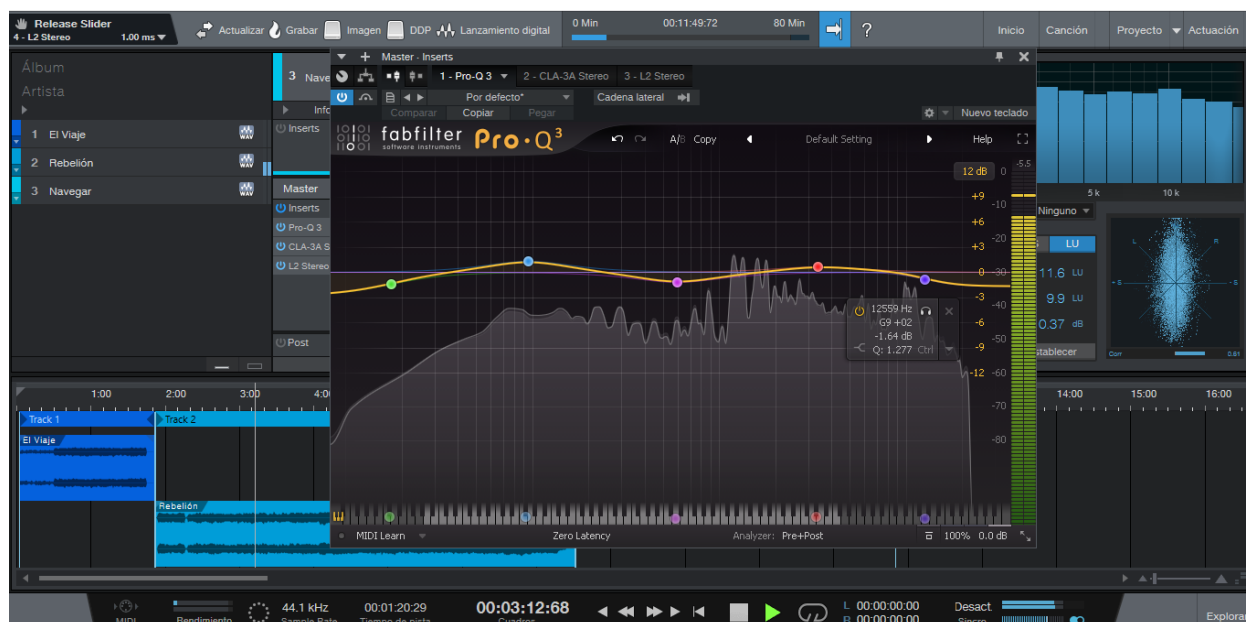 Release Slider
4 - L2 Stereo 1.00 ms
Actualizar Grabar Imagen DDP Lanzamiento digital
0 Min 00:11:49:72 80 Min
?
Inicio Canción Proyecto Actuación
Álbum
Artista
1 El Viaje
2 Rebelión
3 Navegar
3 Nave
Info
Inserts
Master
Inserts
Pro-Q 3
CLA-3A S
L2 Stereo
Post
Master - Inserts
1 - Pro-Q 3 2 - CLA-3A Stereo 3 - L2 Stereo
Por defecto* Cadena lateral
Comparar Copiar Pegar Nuevo teclado
fabfilter
software instruments
Pro·Q3
A/B Copy Default Setting Help
12 dB 0 -5.5
+9 -10
+6
+3 -20
0 -30
-3 -40
-6 -50
-9
-12 -60
-70
-80
12559 Hz
G9 +02
-1.64 dB
Q: 1.277 Ctrl
MIDI Learn Zero Latency Analyzer: Pre+Post 100% 0.0 dB
5 k 10 k
Ninguno
LU
11.6 LU
9.9 LU
0.37 dB
L R
- S - S
Corr 0.81
1:00 2:00 3:00 14:00 15:00 16:00
Track 1 Track 2
El Viaje
Rebelión
MIDI Rendimiento
44.1 kHz
Sample Rate
00:01:20:29
Tiempo de pista
00:03:12:68
Cuadros
L 00:00:00:00
R 00:00:00:00
Desact
Sincro
Explorar